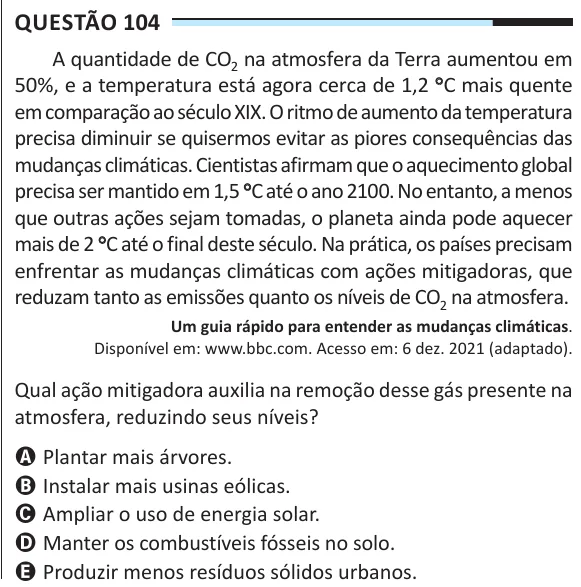 QUESTÃO 104
A quantidade de CO₂ na atmosfera da Terra aumentou em
50%, e a temperatura está agora cerca de 1,2 °C mais quente
em comparação ao século XIX. O ritmo de aumento da temperatura
precisa diminuir se quisermos evitar as piores consequências das
mudanças climáticas. Cientistas afirmam que o aquecimento global
precisa ser mantido em 1,5 °C até o ano 2100. No entanto, a menos
que outras ações sejam tomadas, o planeta ainda pode aquecer
mais de 2 °C até o final deste século. Na prática, os países precisam
enfrentar as mudanças climáticas com ações mitigadoras, que
reduzam tanto as emissões quanto os níveis de CO₂ na atmosfera.
Um guia rápido para entender as mudanças climáticas.
Disponível em: www.bbc.com. Acesso em: 6 dez. 2021 (adaptado).
Qual ação mitigadora auxilia na remoção desse gás presente na
atmosfera, reduzindo seus níveis?
A Plantar mais árvores.
B Instalar mais usinas eólicas.
C Ampliar o uso de energia solar.
D Manter os combustíveis fósseis no solo.
E Produzir menos resíduos sólidos urbanos.